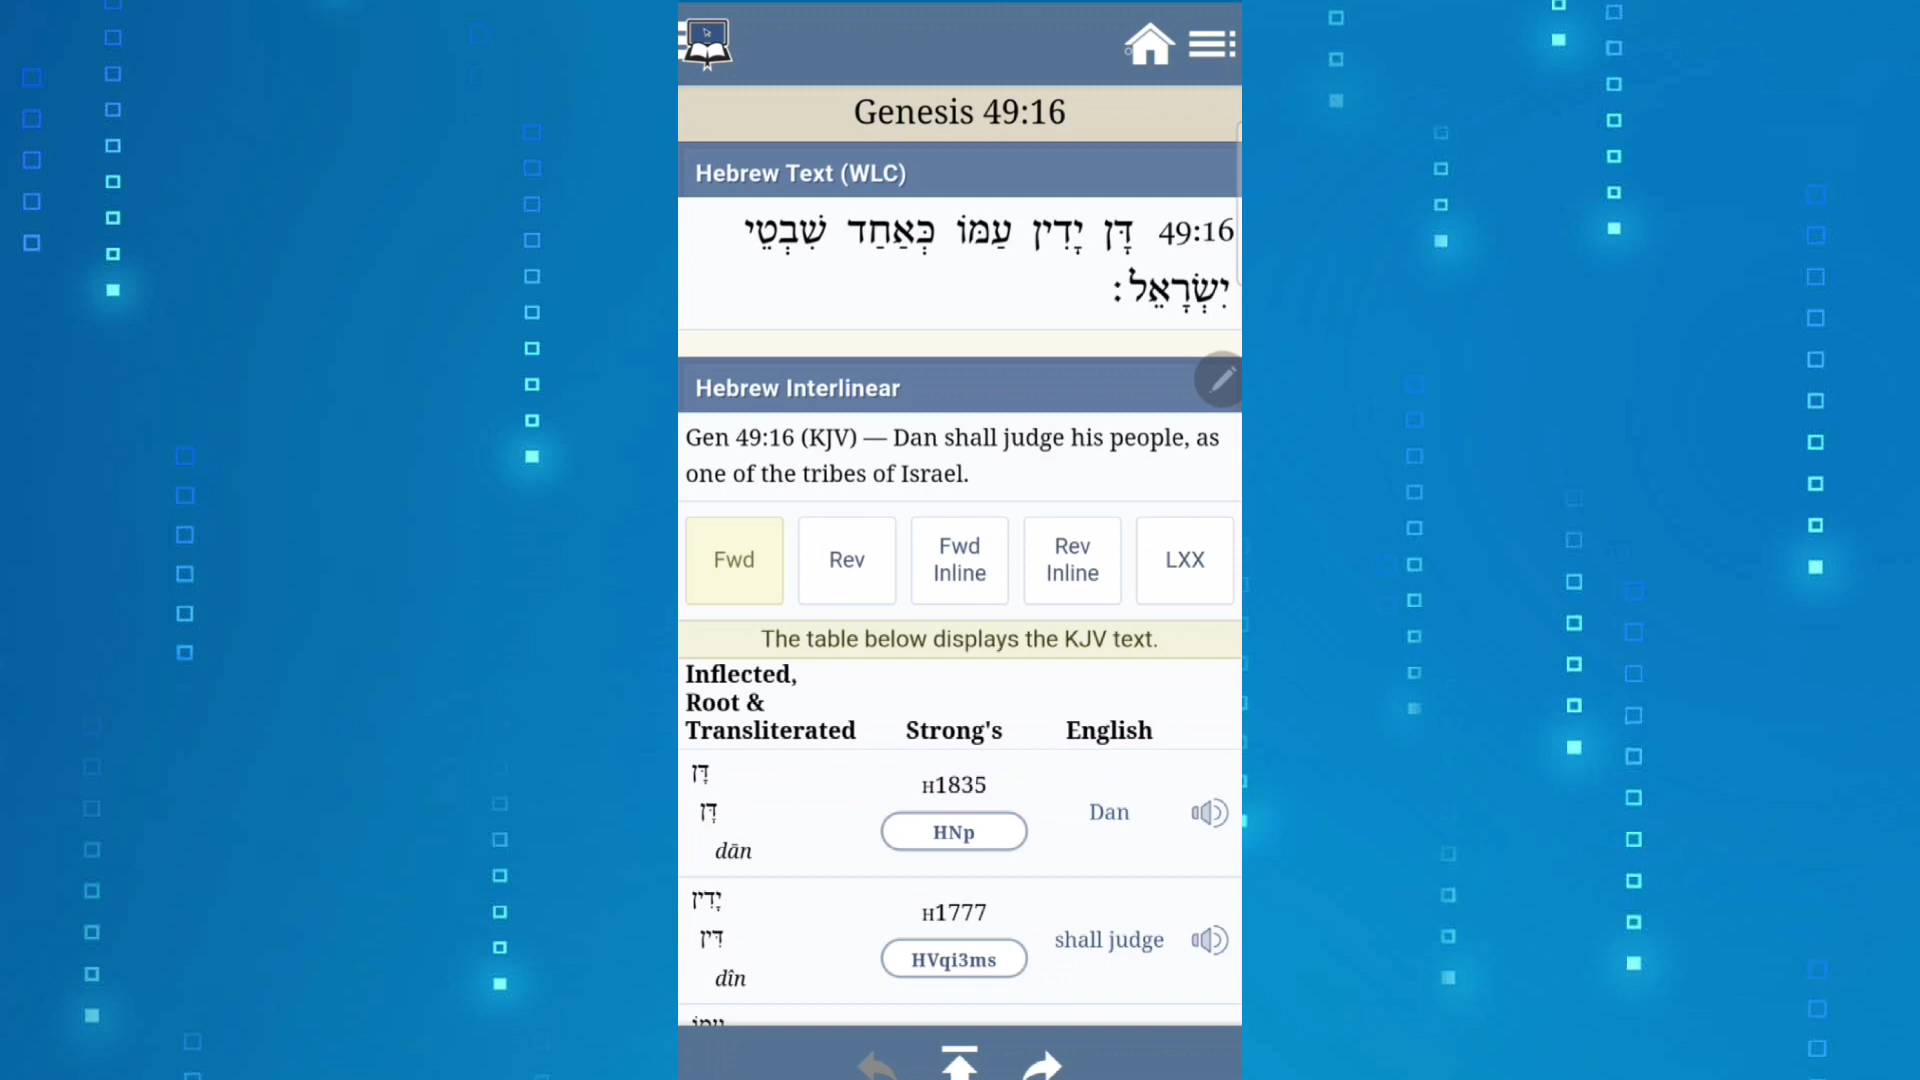 Genesis 49:16
Hebrew Text (WLC)
49:16 דָּן יָדִין עַמּוֹ כְּאַחַד שִׁבְטֵי
יִשְׂרָאֵל׃
Hebrew Interlinear
Gen 49:16 (KJV) — Dan shall judge his people, as
one of the tribes of Israel.
Fwd
Rev
Fwd
Inline
Rev
Inline
LXX
The table below displays the KJV text.
Inflected,
Root &
Transliterated
Strong's
English
דָּן
דָּן
dān
H1835
HNp
Dan
יָדִין
דִּין
dîn
H1777
HVqi3ms
shall judge